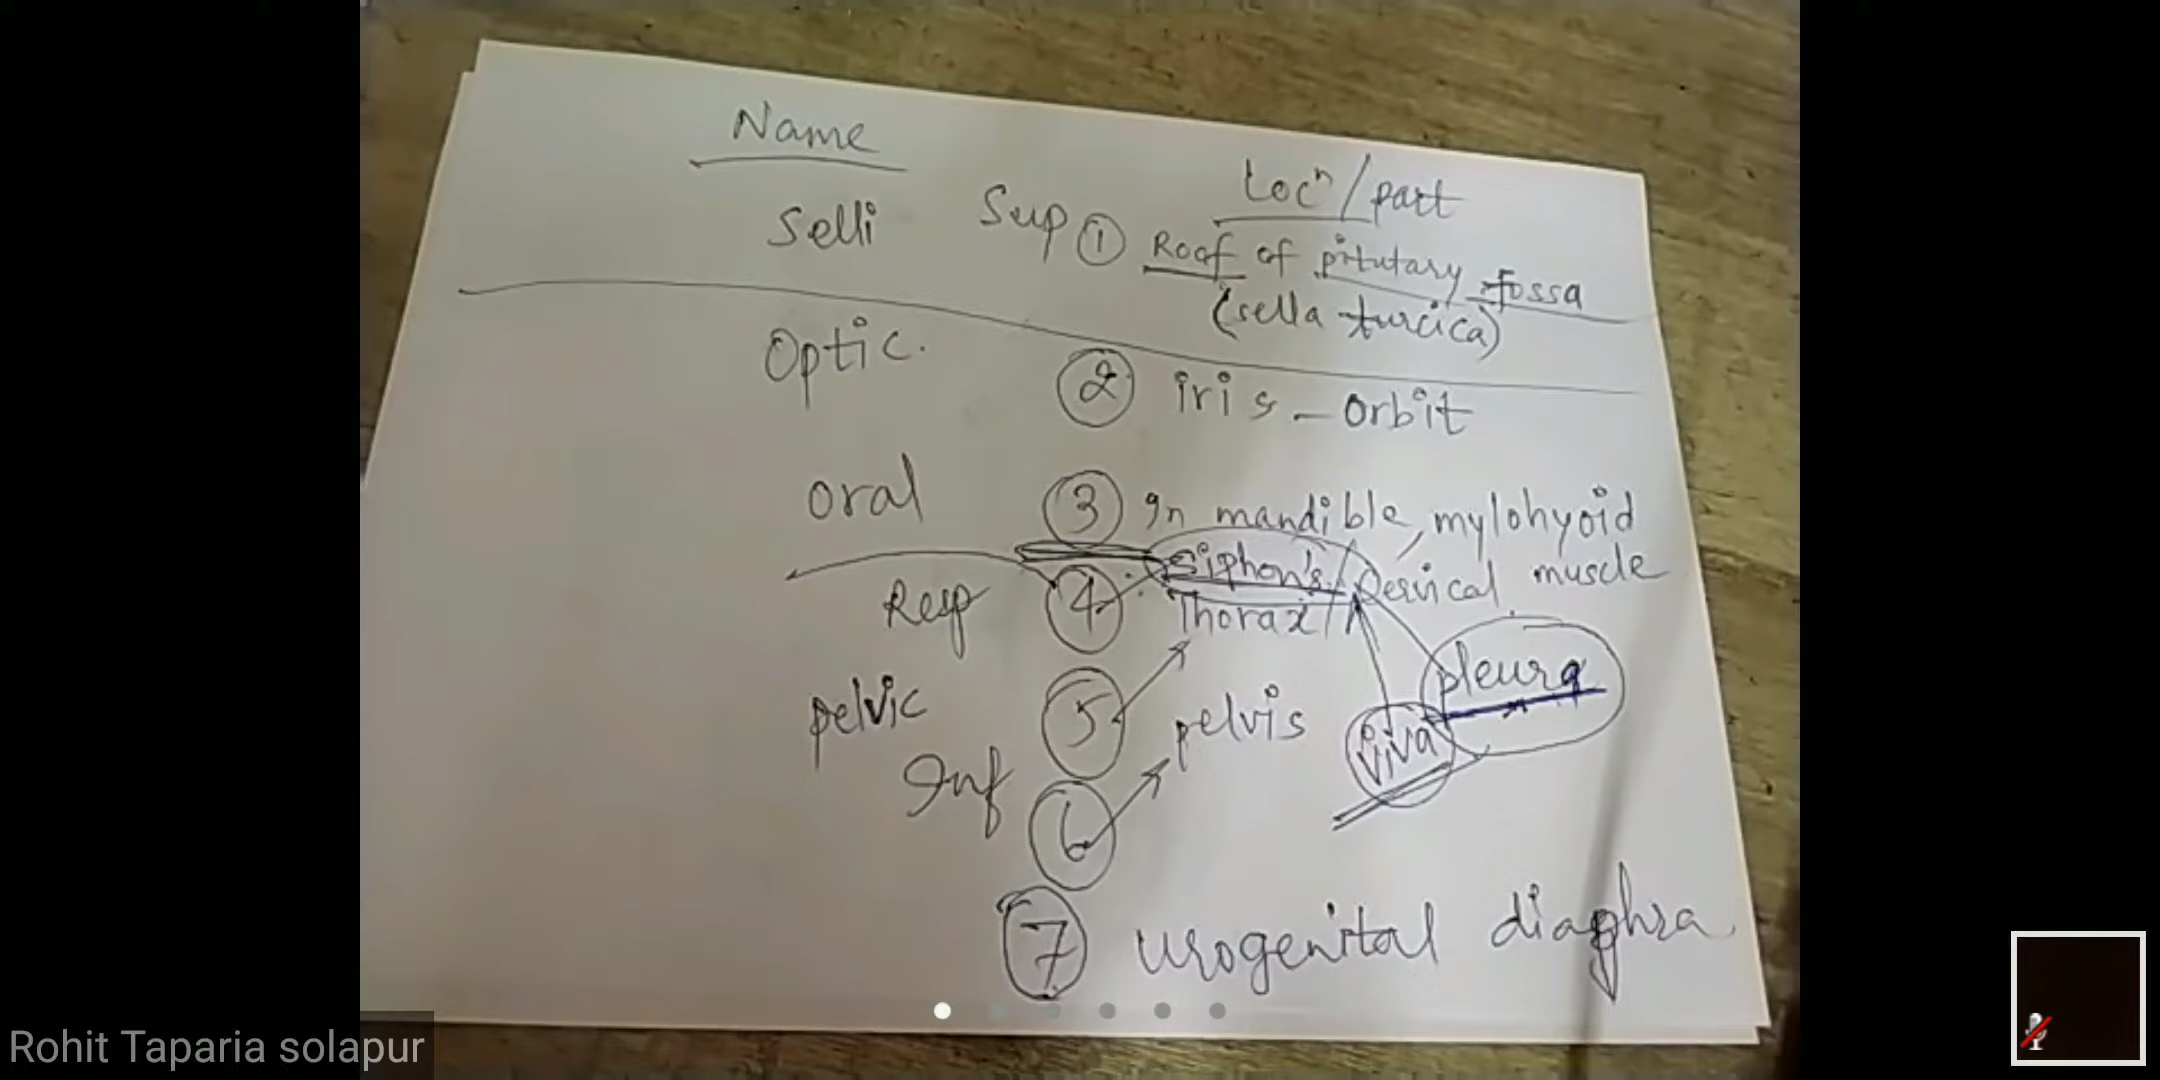 Name
Locⁿ/part
Selli Sup ① Roof of pitutary fossa
(sella turcica)
Optic. ② iris - orbit
oral ③ In mandible, mylohyoid
Siphon's / cervical muscle
Resp ④ Thorax /
pleura
pelvic ⑤ pelvis
viva
Inf ⑥
⑦ urogenital diaphra
Rohit Taparia solapur